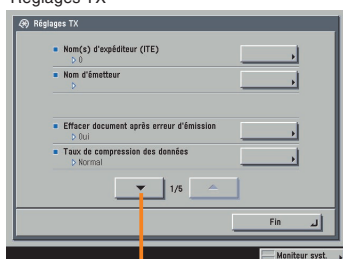 Réglages TX
Réglages TX
Nom(s) d'expéditeur (ITE)
0
Nom d'émetteur
Effacer document après erreur d'émission
Oui
Taux de compression des données
Normal
1/5
Fin
Moniteur syst.